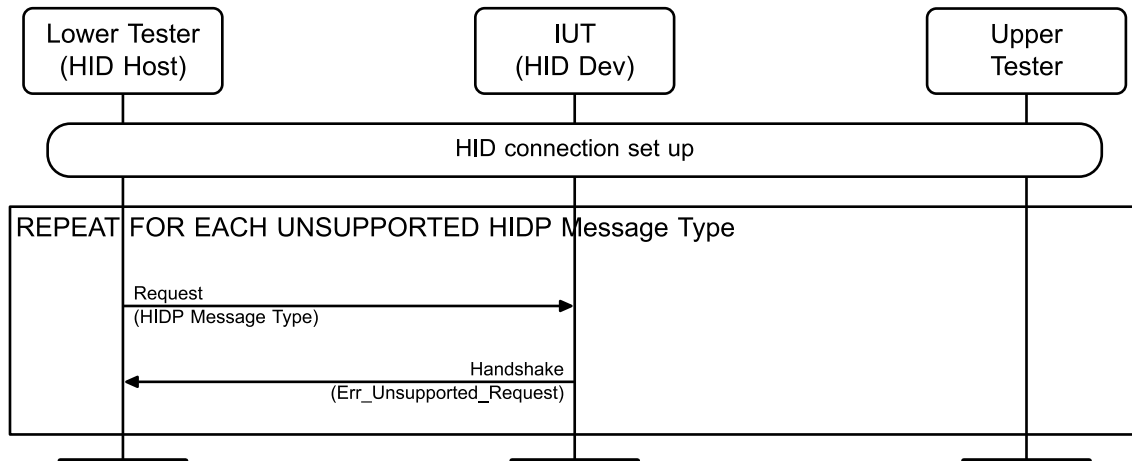 Lower Tester
(HID Host)
IUT
(HID Dev)
Upper
Tester
HID connection set up
REPEAT FOR EACH UNSUPPORTED HIDP Message Type
Request
(HIDP Message Type)
Handshake
(Err_Unsupported_Request)